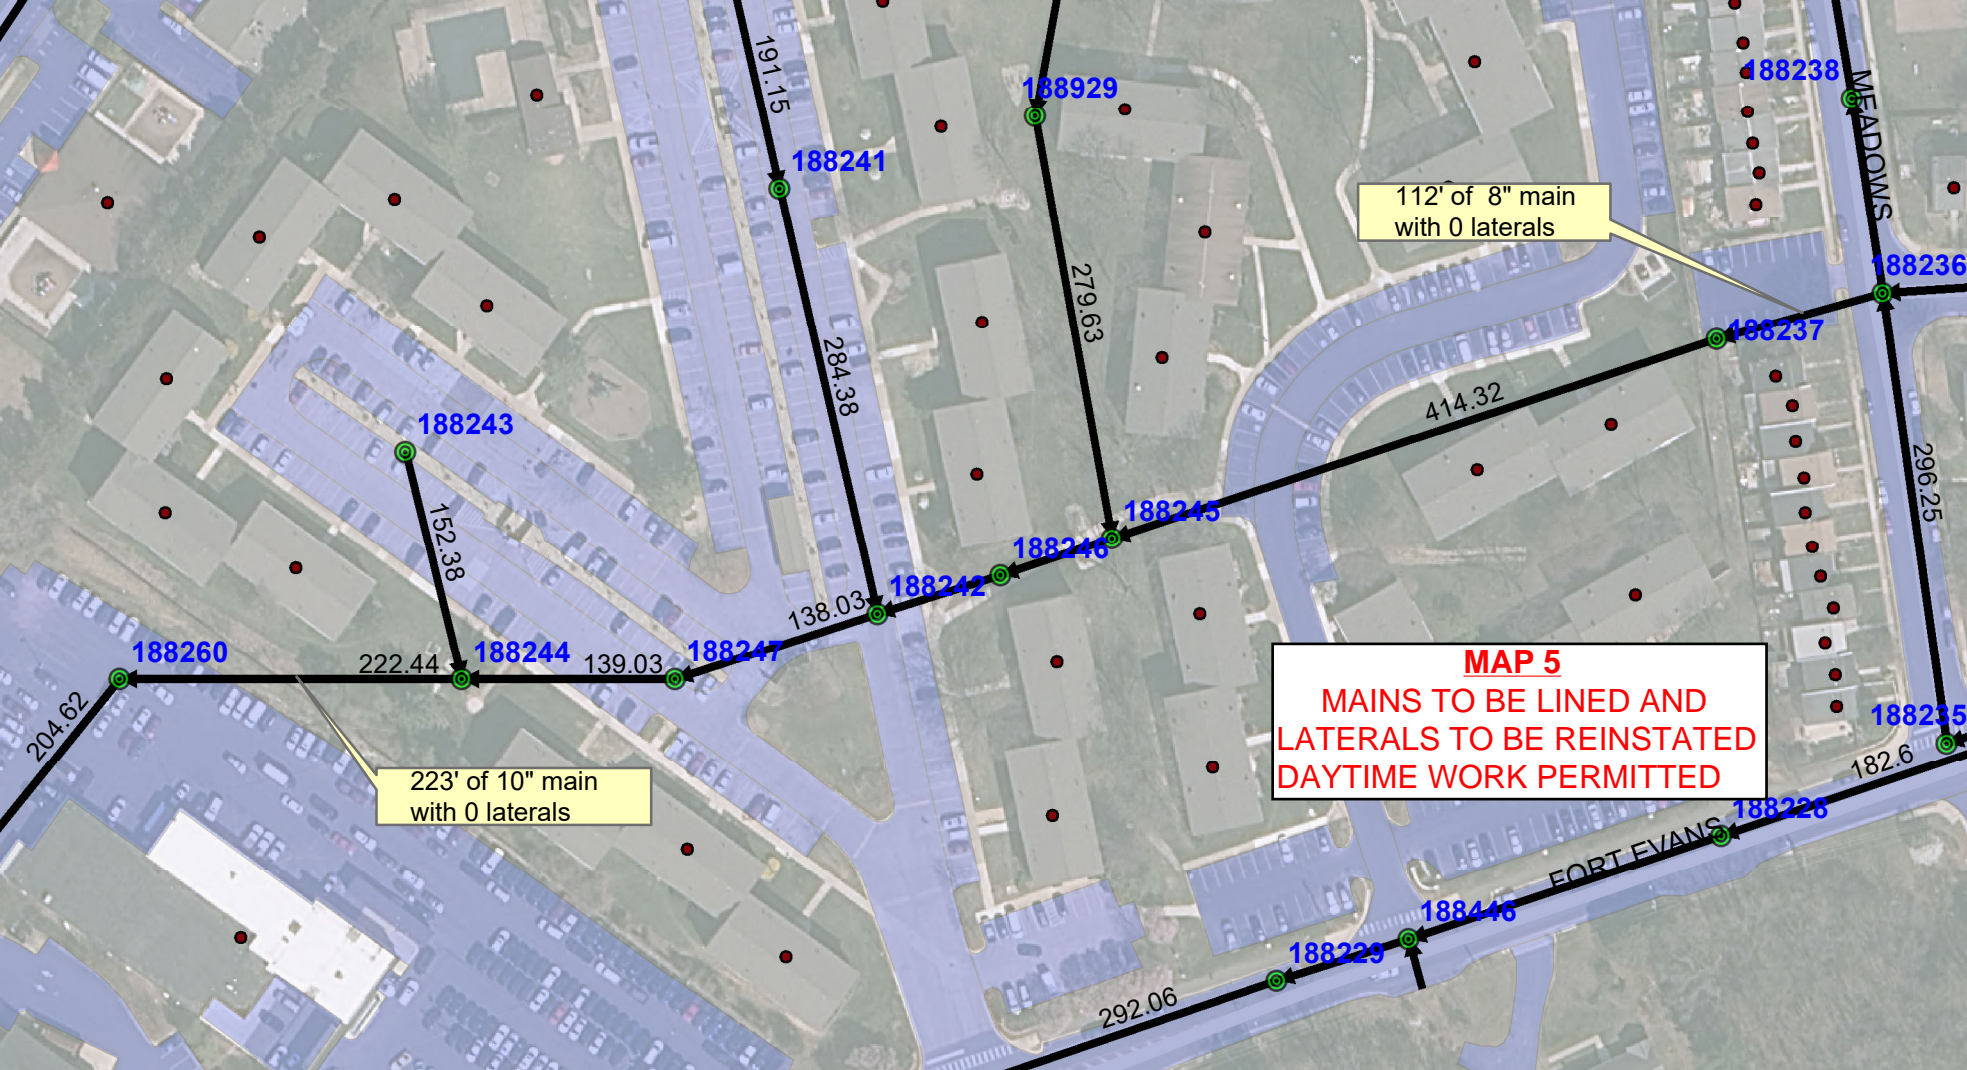 191.15
188929
188238
MEADOWS
188241
112' of 8" main
with 0 laterals
188236
279.63
188237
284.38
414.32
188243
296.25
188245
152.38
188246
188242
138.03
188260
222.44
188244
139.03
188247
204.62
MAP 5
MAINS TO BE LINED AND
LATERALS TO BE REINSTATED
DAYTIME WORK PERMITTED
188235
182.6
223' of 10" main
with 0 laterals
188228
FORT EVANS
188446
188229
292.06